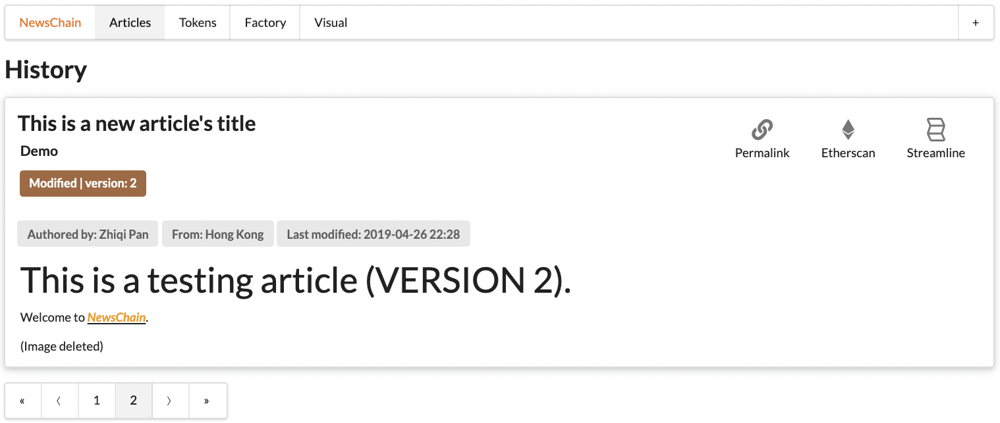 NewsChain Articles Tokens Factory Visual +
History
This is a new article's title
Demo
Permalink Etherscan Streamline
Modified | version: 2
Authored by: Zhiqi Pan From: Hong Kong Last modified: 2019-04-26 22:28
This is a testing article (VERSION 2).
Welcome to NewsChain.
(Image deleted)
« 〈 1 2 〉 »